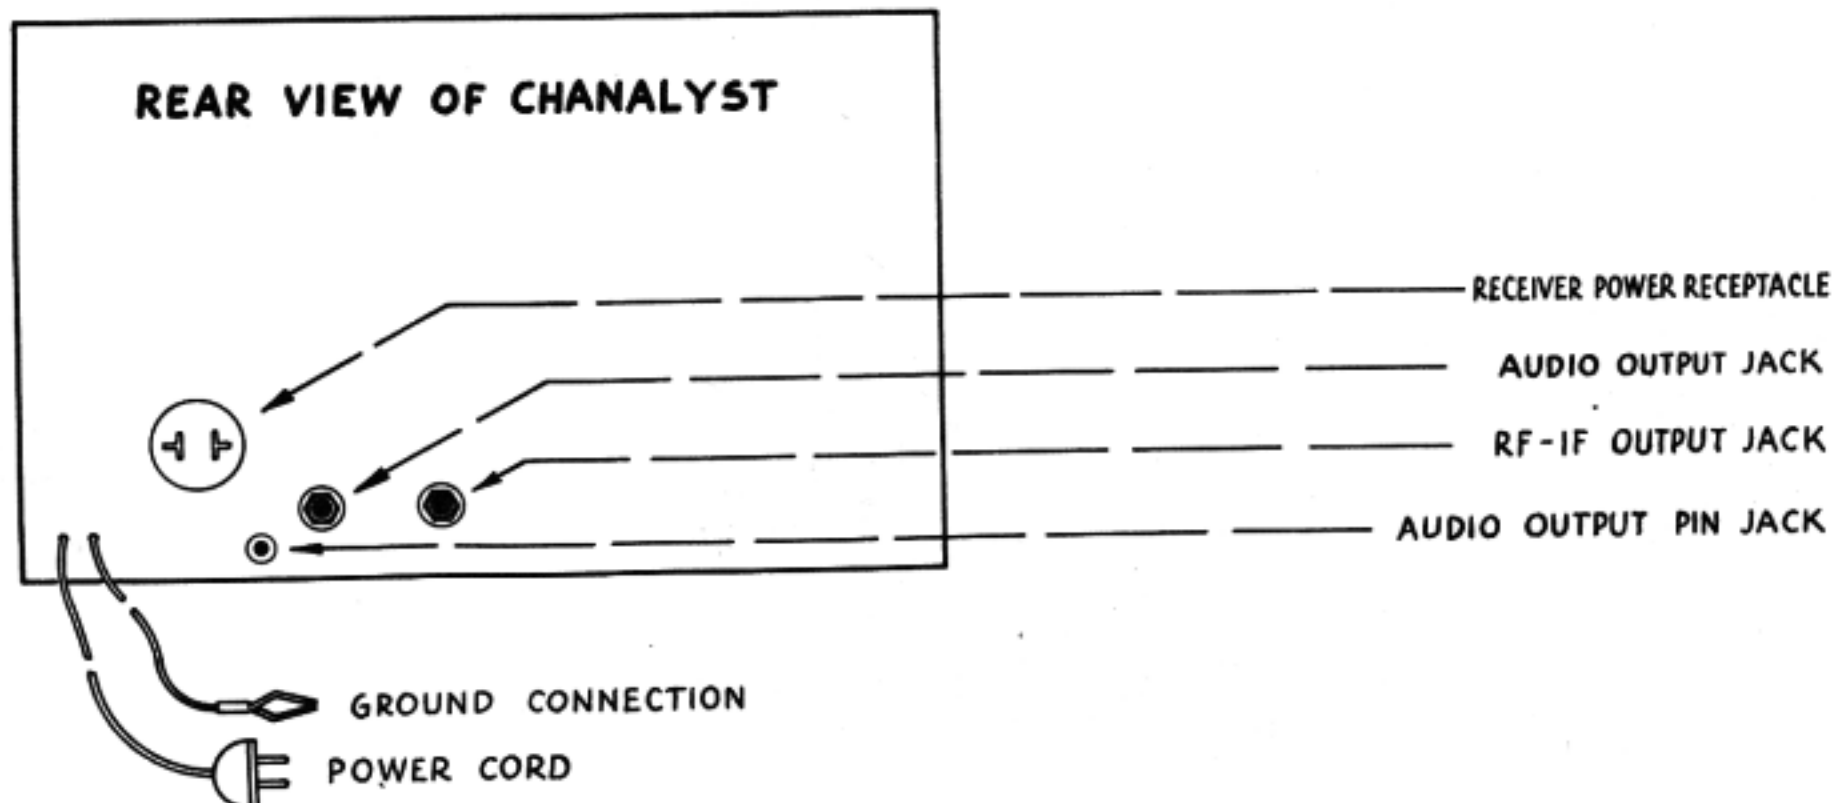 REAR VIEW OF CHANALYST
RECEIVER POWER RECEPTACLE
AUDIO OUTPUT JACK
RF-IF OUTPUT JACK
AUDIO OUTPUT PIN JACK
GROUND CONNECTION
POWER CORD